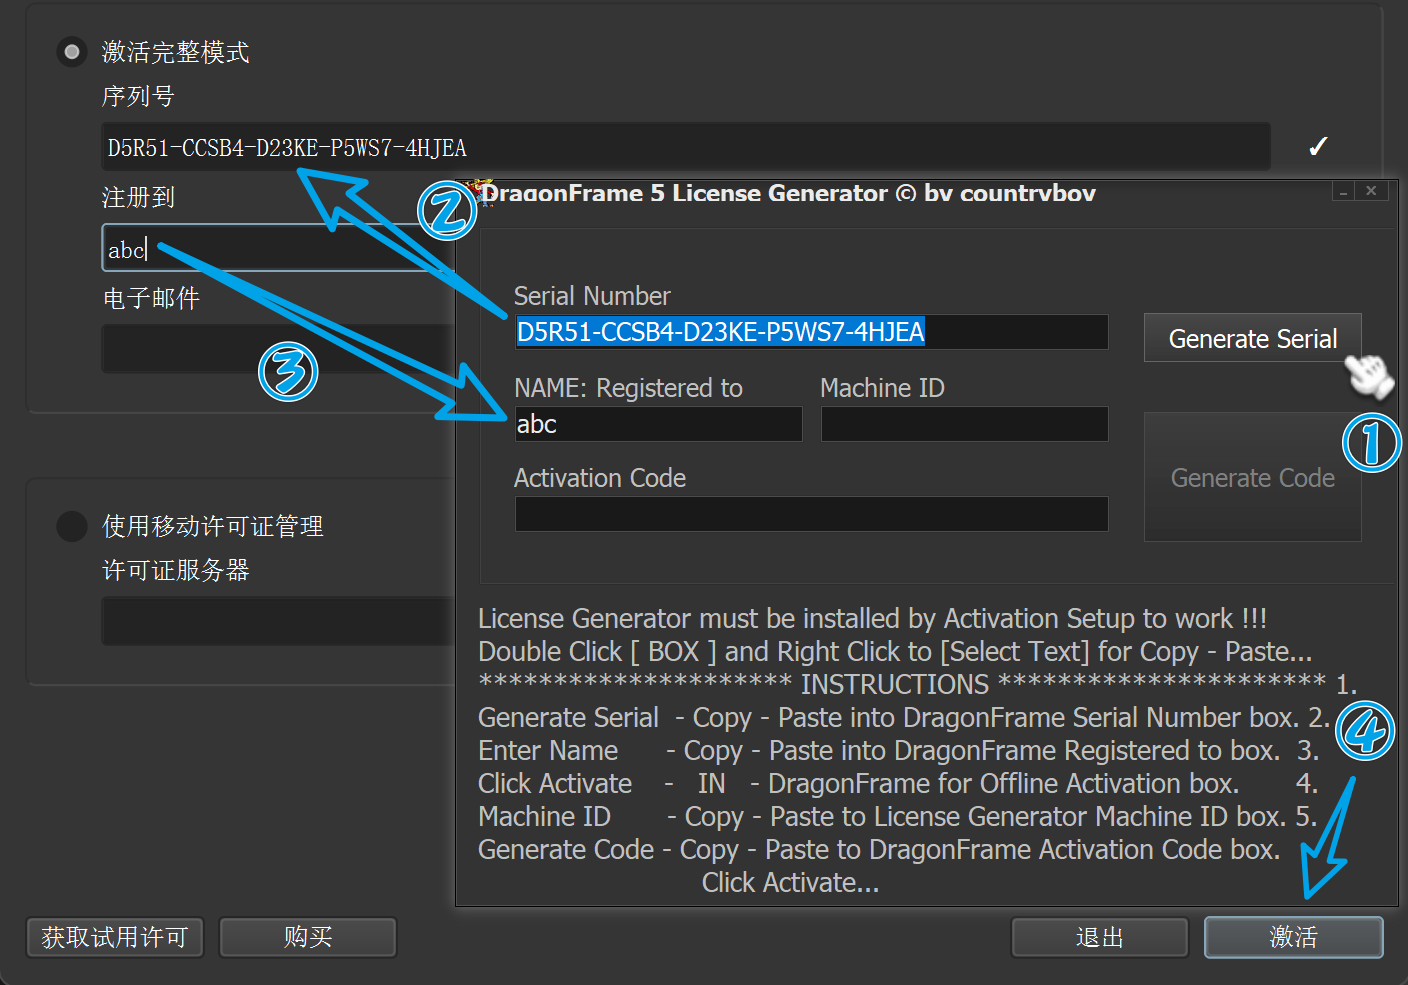 激活完整模式
序列号
D5R51-CCSB4-D23KE-P5WS7-4HJEA
✓
注册到
abc
电子邮件
使用移动许可证管理
许可证服务器
② DragonFrame 5 License Generator © by countryboy
Serial Number
D5R51-CCSB4-D23KE-P5WS7-4HJEA
Generate Serial
NAME: Registered to
Machine ID
abc
①
Activation Code
Generate Code
③
License Generator must be installed by Activation Setup to work !!!
Double Click [ BOX ] and Right Click to [Select Text] for Copy - Paste...
********************* INSTRUCTIONS ********************** 1.
Generate Serial - Copy - Paste into DragonFrame Serial Number box. 2.
Enter Name - Copy - Paste into DragonFrame Registered to box. 3.
Click Activate - IN - DragonFrame for Offline Activation box. 4.
Machine ID - Copy - Paste to License Generator Machine ID box. 5.
Generate Code - Copy - Paste to DragonFrame Activation Code box.
Click Activate...
④
获取试用许可
购买
退出
激活